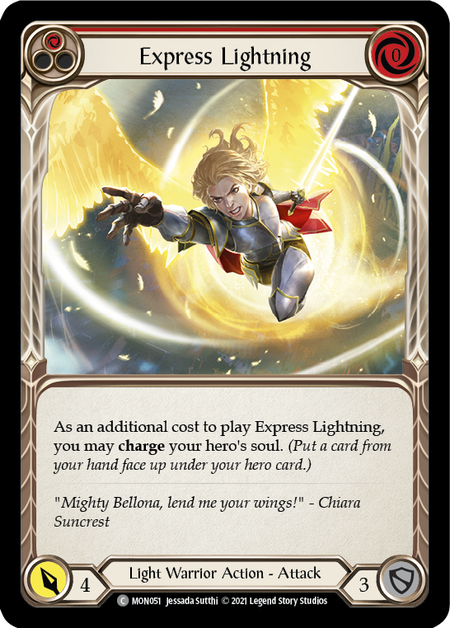 Express Lightning
0
As an additional cost to play Express Lightning,
you may charge your hero's soul. (Put a card from
your hand face up under your hero card.)
"Mighty Bellona, lend me your wings!" - Chiara
Suncrest
4
Light Warrior Action - Attack
3
C MON051 Jessada Sutthi © 2021 Legend Story Studios